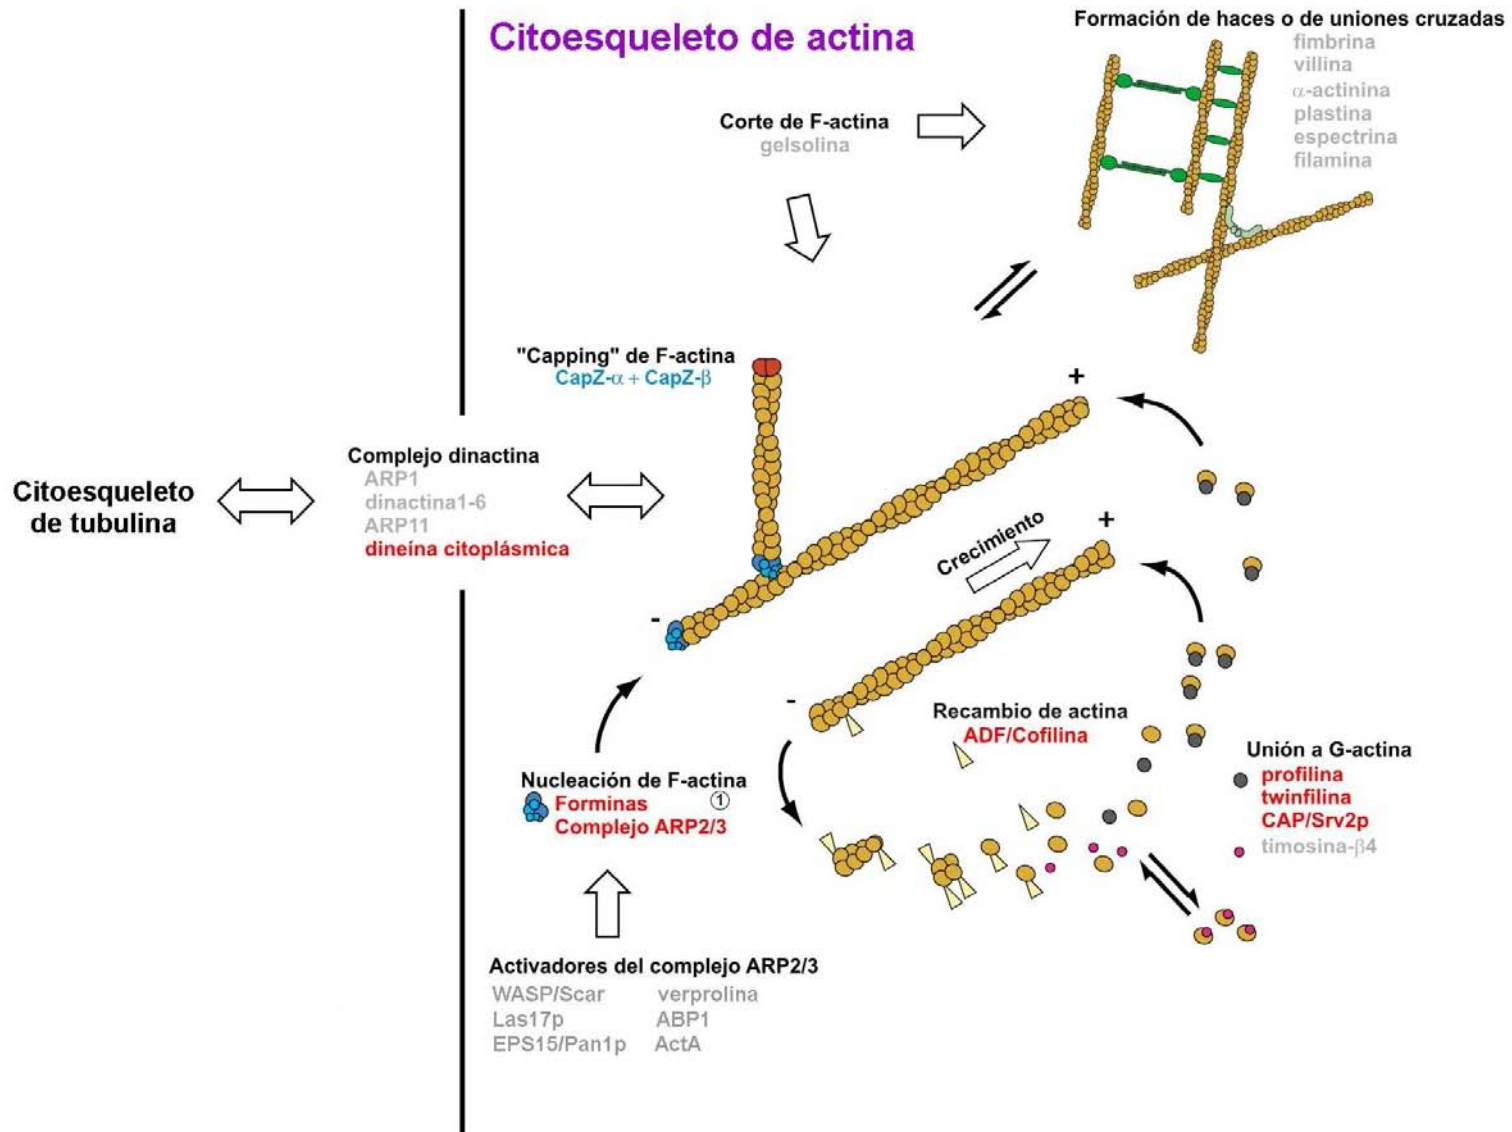 Citoesqueleto de actina
Formación de haces o de uniones cruzadas
fimbrina
villina
α-actinina
plastina
espectrina
filamina
Corte de F-actina
gelsolina
"Capping" de F-actina
CapZ-α + CapZ-β
+
Complejo dinactina
ARP1
dinactina1-6
ARP11
dineína citoplásmica
Citoesqueleto
de tubulina
Crecimiento
+
-
-
Recambio de actina
ADF/Cofilina
Unión a G-actina
profilina
twinfilina
CAP/Srv2p
timosina-β4
Nucleación de F-actina
Forminas 1
Complejo ARP2/3
Activadores del complejo ARP2/3
WASP/Scar verprolina
Las17p ABP1
EPS15/Pan1p ActA